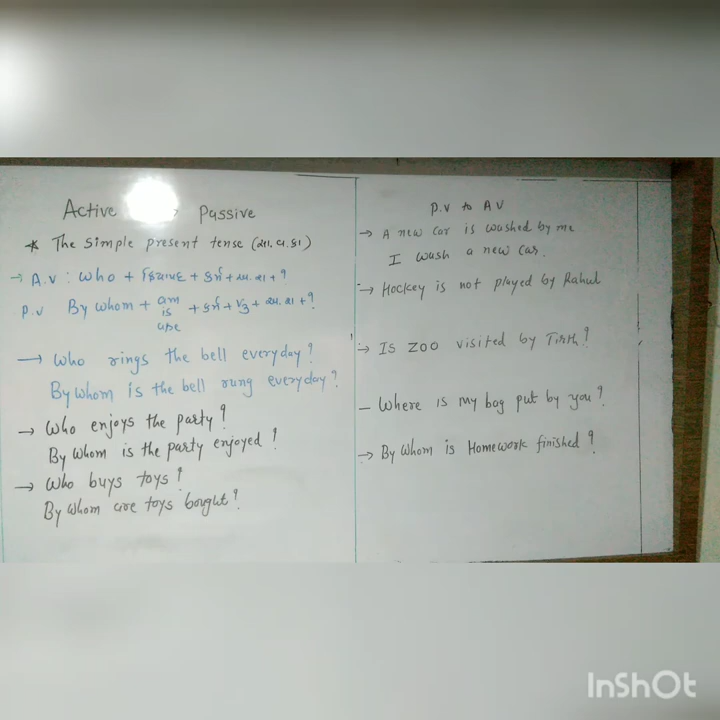 Active Passive
* The simple present tense (સા. વ. કા)
→ A.V : Who + ક્રિયાપદ + કર્મ + અ. શ + ?
P.V By whom + am
is
are
+ કર્મ + V3 + અ. શ + ?
→ Who rings the bell everyday?
By whom is the bell rung everyday?
→ Who enjoys the party?
By whom is the party enjoyed?
→ Who buys toys?
By whom are toys bought?
P.V to A V
→ A new car is washed by me
I wash a new car.
→ Hockey is not played by Rahul
→ Is ZOO visited by Tirth?
- Where is my bag put by you?
→ By Whom is Homework finished?
InShOt